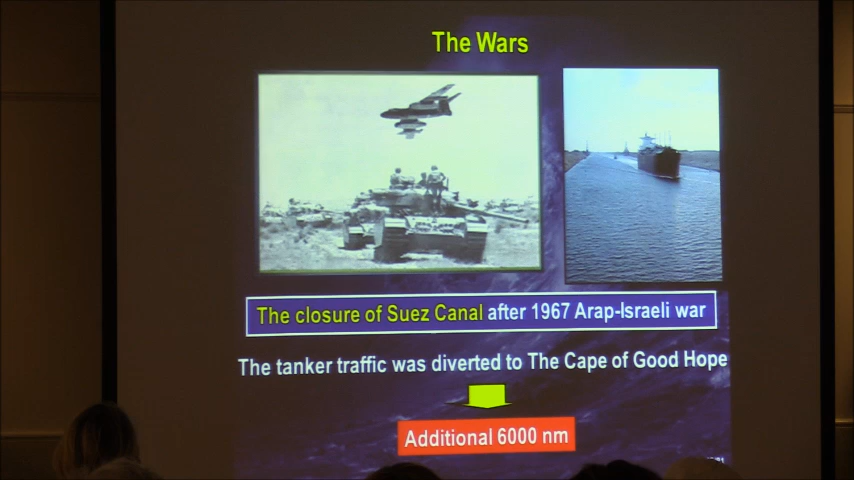 The Wars
The closure of Suez Canal after 1967 Arap-Israeli war
The tanker traffic was diverted to The Cape of Good Hope
Additional 6000 nm